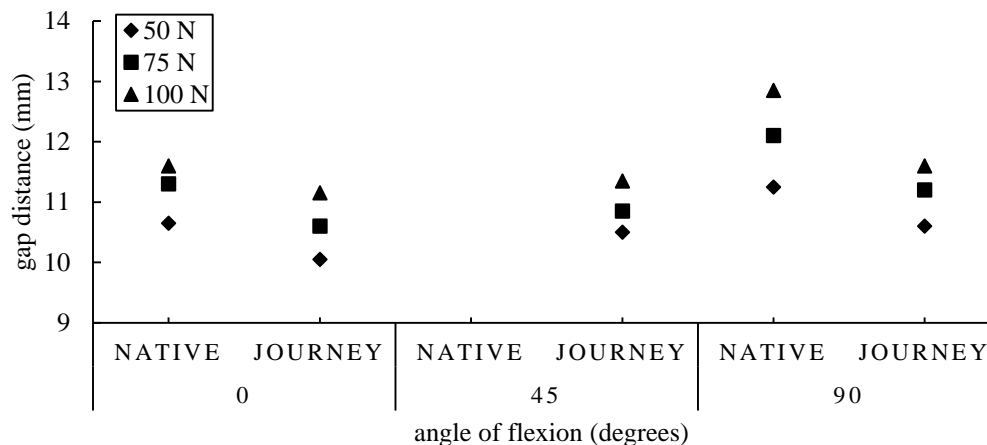 14
13
12
11
10
9
gap distance (mm)
50 N
75 N
100 N
NATIVE JOURNEY NATIVE JOURNEY NATIVE JOURNEY
0 45 90
angle of flexion (degrees)